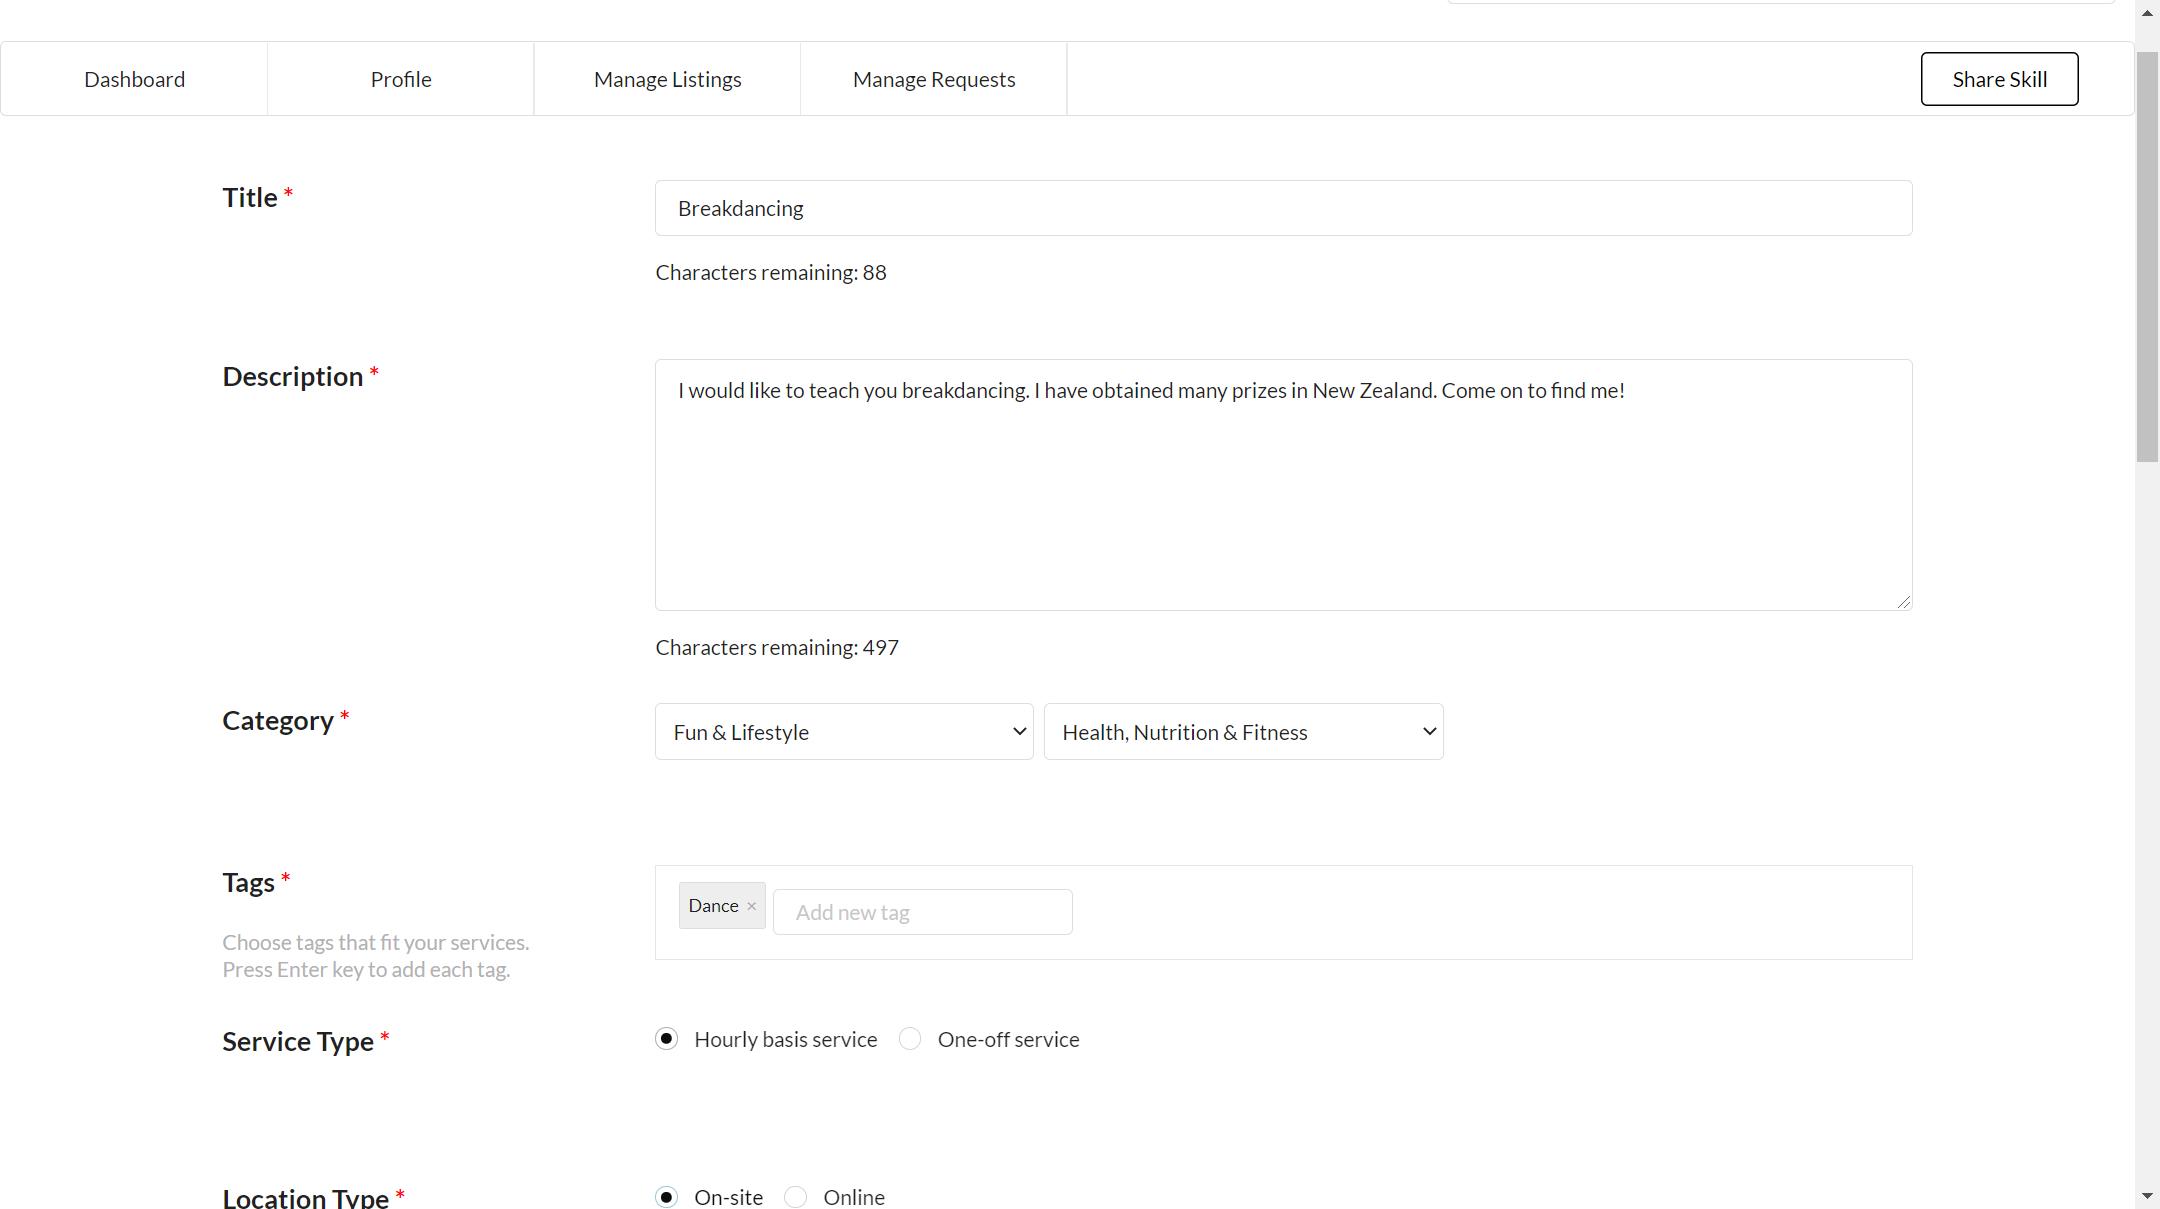 Dashboard
Profile
Manage Listings
Manage Requests
Share Skill
Title *
Breakdancing
Characters remaining: 88
Description *
I would like to teach you breakdancing. I have obtained many prizes in New Zealand. Come on to find me!
Characters remaining: 497
Category *
Fun & Lifestyle
Health, Nutrition & Fitness
Tags *
Dance ×
Add new tag
Choose tags that fit your services.
Press Enter key to add each tag.
Service Type *
Hourly basis service
One-off service
Location Type *
On-site
Online